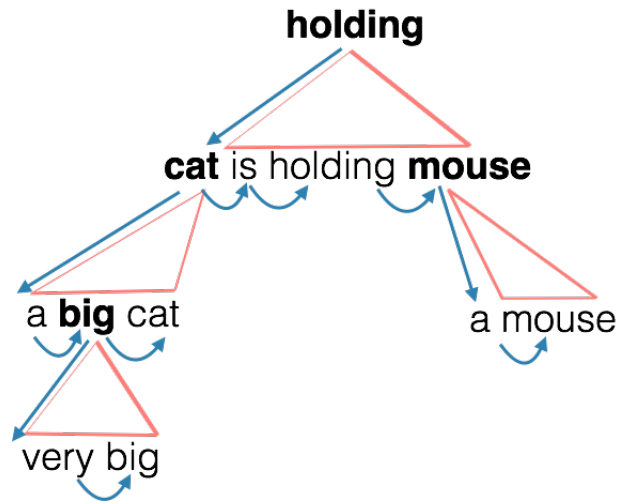 holding
cat is holding mouse
a big cat
a mouse
very big